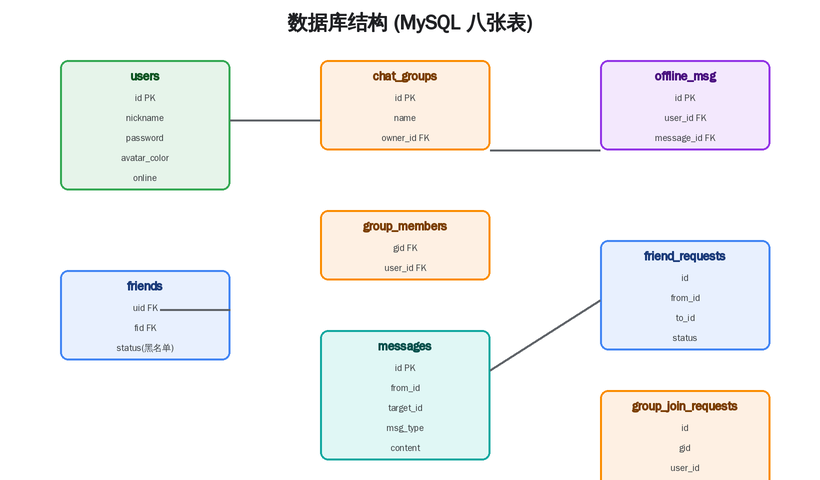 数据库结构 (MySQL 八张表)
users
id PK
nickname
password
avatar_color
online
chat_groups
id PK
name
owner_id FK
offline_msg
id PK
user_id FK
message_id FK
group_members
gid FK
user_id FK
friends
uid FK
fid FK
status(黑名单)
friend_requests
id
from_id
to_id
status
messages
id PK
from_id
target_id
msg_type
content
group_join_requests
id
gid
user_id